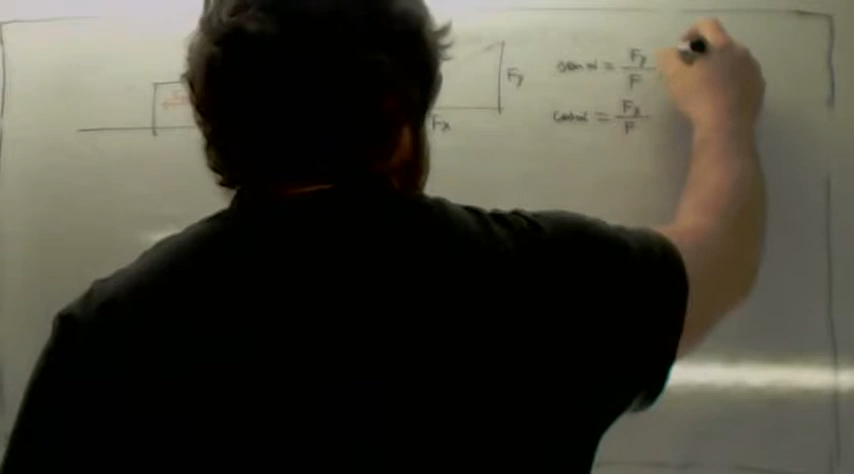 Fy
Fx
sen α = Fy / F
cos α = Fx / F